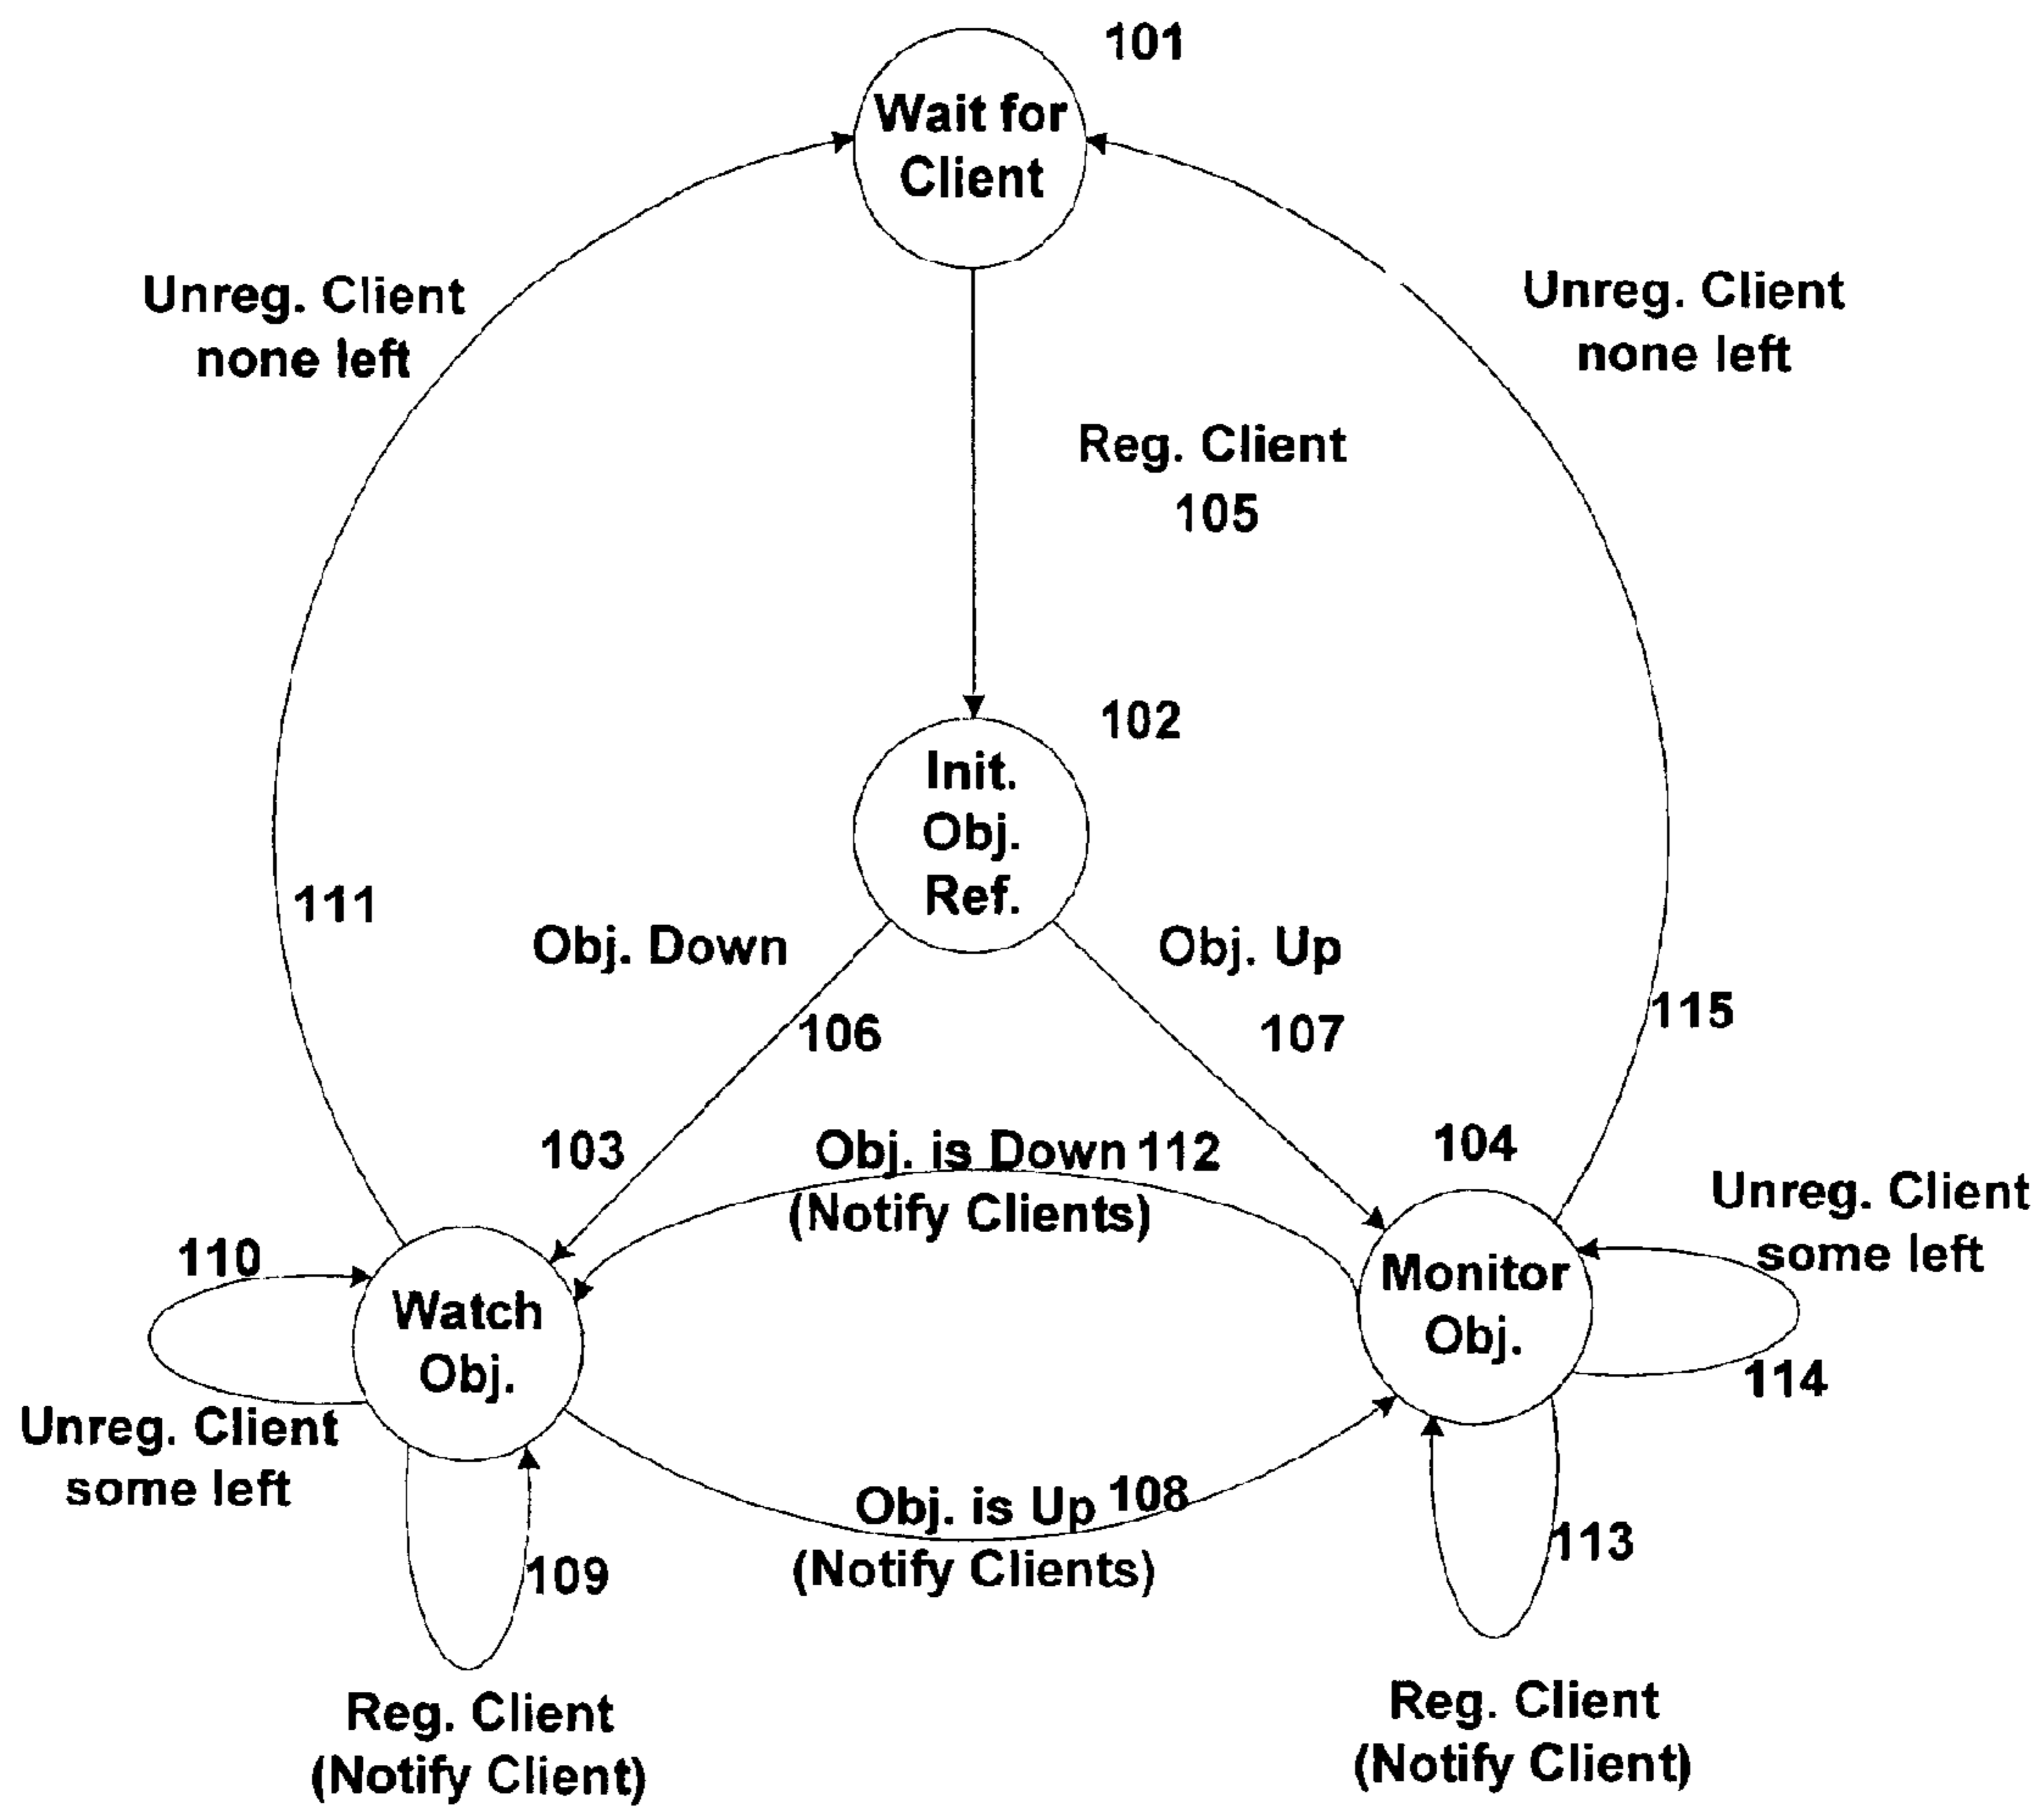 101
Wait for
Client
Unreg. Client
none left
Unreg. Client
none left
Reg. Client
105
102
Init.
Obj.
Ref.
111
Obj. Down
Obj. Up
106
107
115
103
Obj. is Down 112
(Notify Clients)
104
Unreg. Client
some left
110
Watch
Obj.
Monitor
Obj.
114
Unreg. Client
some left
Obj. is Up 108
(Notify Clients)
109
113
Reg. Client
(Notify Client)
Reg. Client
(Notify Client)